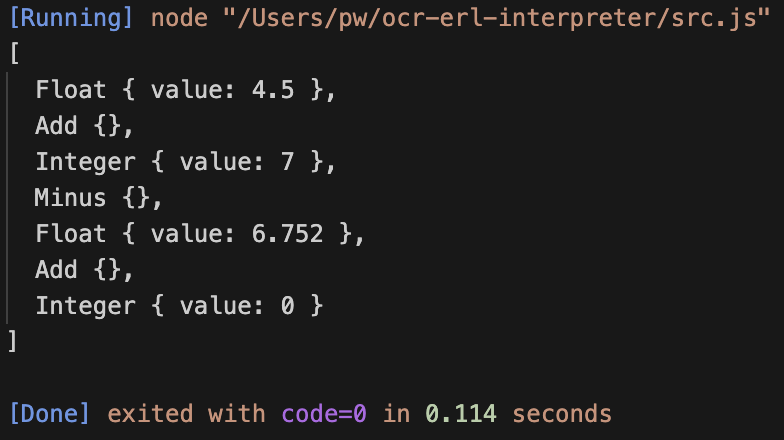 [Running] node "/Users/pw/ocr-erl-interpreter/src.js"
[
  Float { value: 4.5 },
  Add {},
  Integer { value: 7 },
  Minus {},
  Float { value: 6.752 },
  Add {},
  Integer { value: 0 }
]

[Done] exited with code=0 in 0.114 seconds